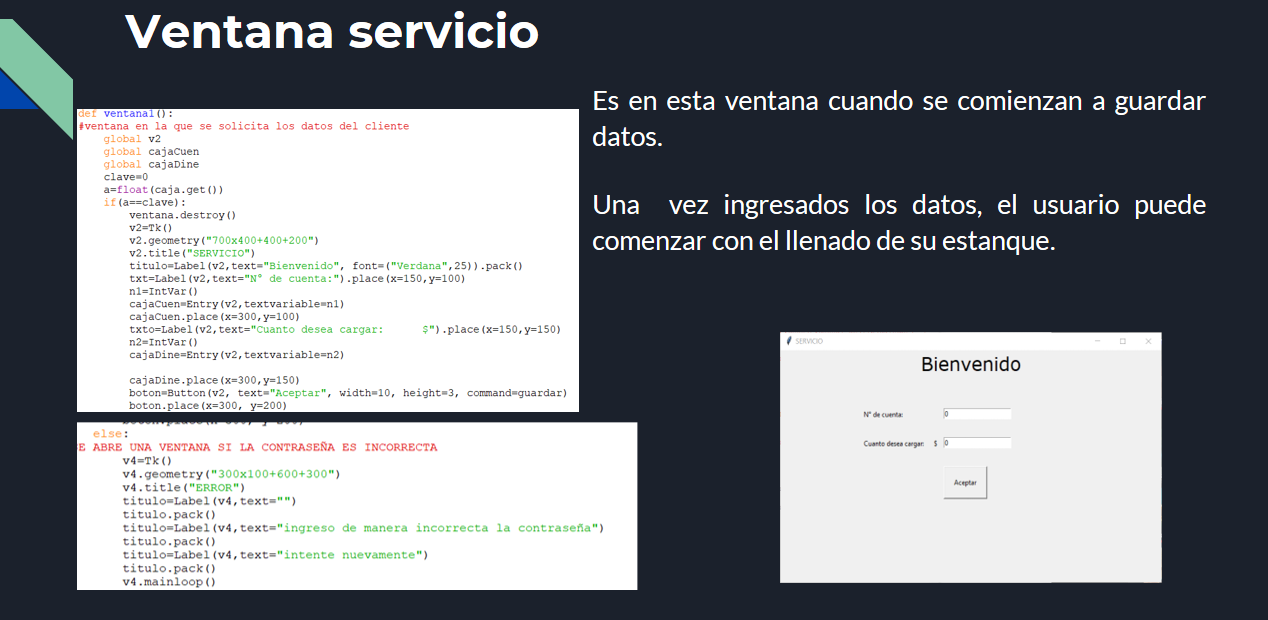 Ventana servicio
def ventana1():
#ventana en la que se solicita los datos del cliente
global v2
global cajaCuen
global cajaDine
clave=0
a=float(caja.get())
if(a==clave):
ventana.destroy()
v2=Tk()
v2.geometry("700x400+400+200")
v2.title("SERVICIO")
titulo=Label(v2,text="Bienvenido", font=("Verdana",25)).pack()
txt=Label(v2,text="N° de cuenta:").place(x=150,y=100)
n1=IntVar()
cajaCuen=Entry(v2,textvariable=n1)
cajaCuen.place(x=300,y=100)
txto=Label(v2,text="Cuanto desea cargar:      $").place(x=150,y=150)
n2=IntVar()
cajaDine=Entry(v2,textvariable=n2)
cajaDine.place(x=300,y=150)
boton=Button(v2, text="Aceptar", width=10, height=3, command=guardar)
boton.place(x=300, y=200)
else:
E ABRE UNA VENTANA SI LA CONTRASEÑA ES INCORRECTA
v4=Tk()
v4.geometry("300x100+600+300")
v4.title("ERROR")
titulo=Label(v4,text="")
titulo.pack()
titulo=Label(v4,text="ingreso de manera incorrecta la contraseña")
titulo.pack()
titulo=Label(v4,text="intente nuevamente")
titulo.pack()
v4.mainloop()
Es en esta ventana cuando se comienzan a guardar
datos.
Una vez ingresados los datos, el usuario puede
comenzar con el llenado de su estanque.
SERVICIO
Bienvenido
N° de cuenta: 0
Cuanto desea cargar: $ 0
Aceptar